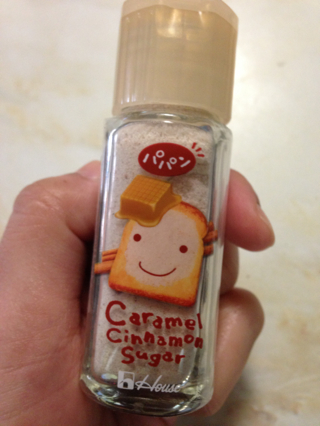 パパン
Caramel
Cinnamon
Sugar
House